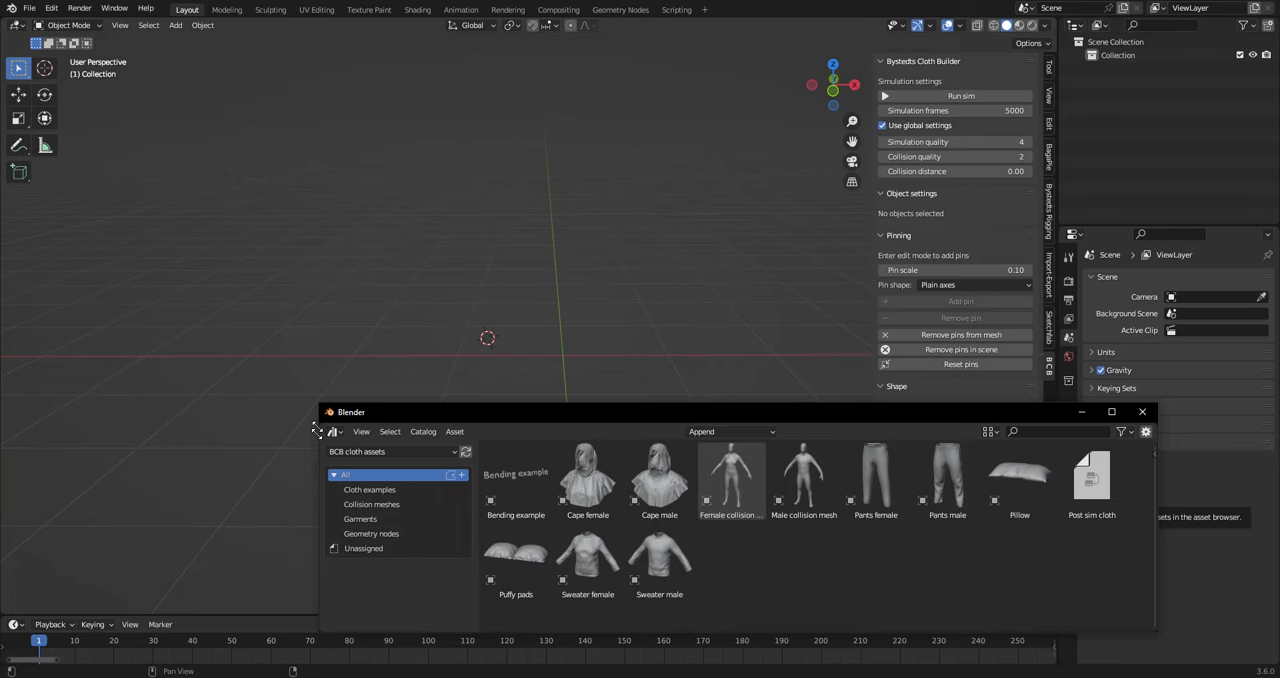 File Edit Render Window Help Layout Modeling Sculpting UV Editing Texture Paint Shading Animation Rendering Compositing Geometry Nodes Scripting Scene ViewLayer
Object Mode View Select Add Object Global
Options
User Perspective
(1) Collection
Z
Y
X
Bystedts Cloth Builder
Simulation settings
Run sim
Simulation frames 5000
Use global settings
Simulation quality 4
Collision quality 2
Collision distance 0.00
Object settings
No objects selected
Pinning
Enter edit mode to add pins
Pin scale 0.10
Pin shape: Plain axes
Add pin
Remove pin
Remove pins from mesh
Remove pins in scene
Reset pins
Shape
Tool
View
Edit
BagaPie
Bystedts Rigging
Import-Export
Sketchfab
B C B
Scene Collection
Collection
Scene ViewLayer
Scene
Camera
Background Scene
Active Clip
Units
Gravity
Keying Sets
Blender
View Select Catalog Asset Append
BCB cloth assets
All
Cloth examples
Collision meshes
Garments
Geometry nodes
Unassigned
Bending example
Bending example Cape female Cape male Female collision ... Male collision mesh Pants female Pants male Pillow Post sim cloth
Puffy pads Sweater female Sweater male
sets in the asset browser.
Playback Keying View Marker
1 10 20 30 40 50 60 70 80 90 100 110 120 130 140 150 160 170 180 190 200 210 220 230 240 250
Pan View 3.6.0